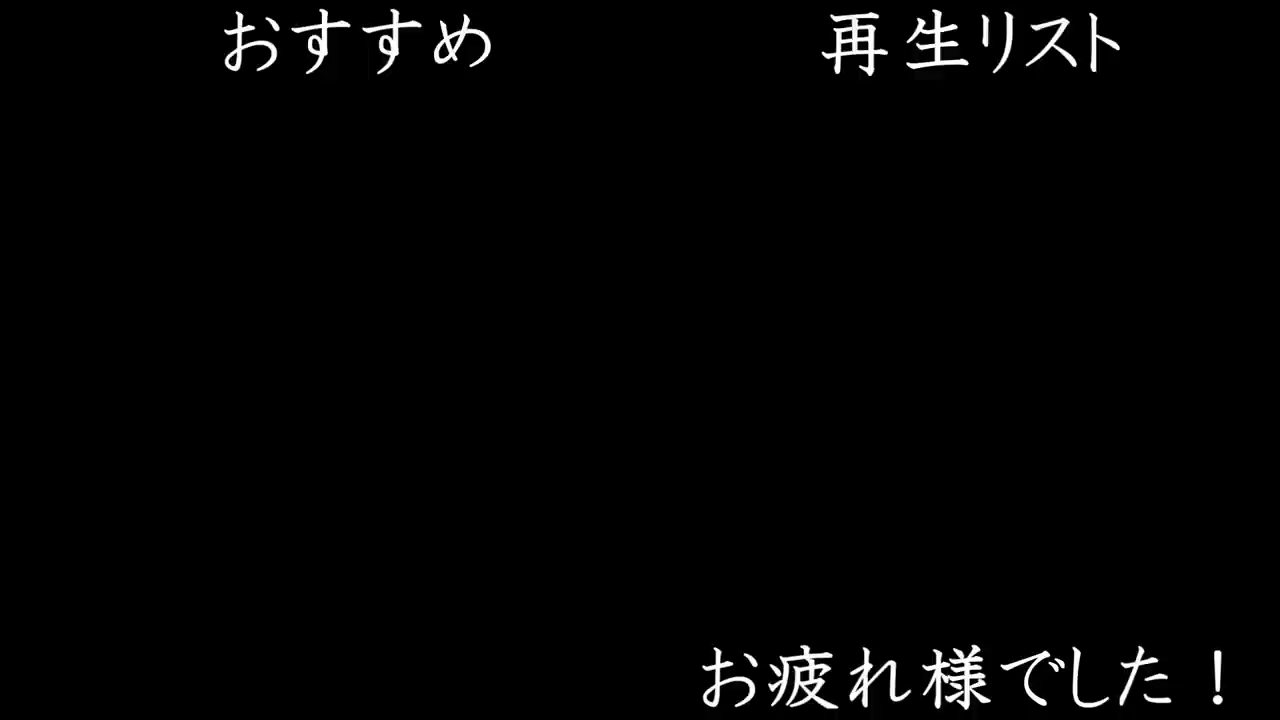 おすすめ
再生リスト
お疲れ様でした！